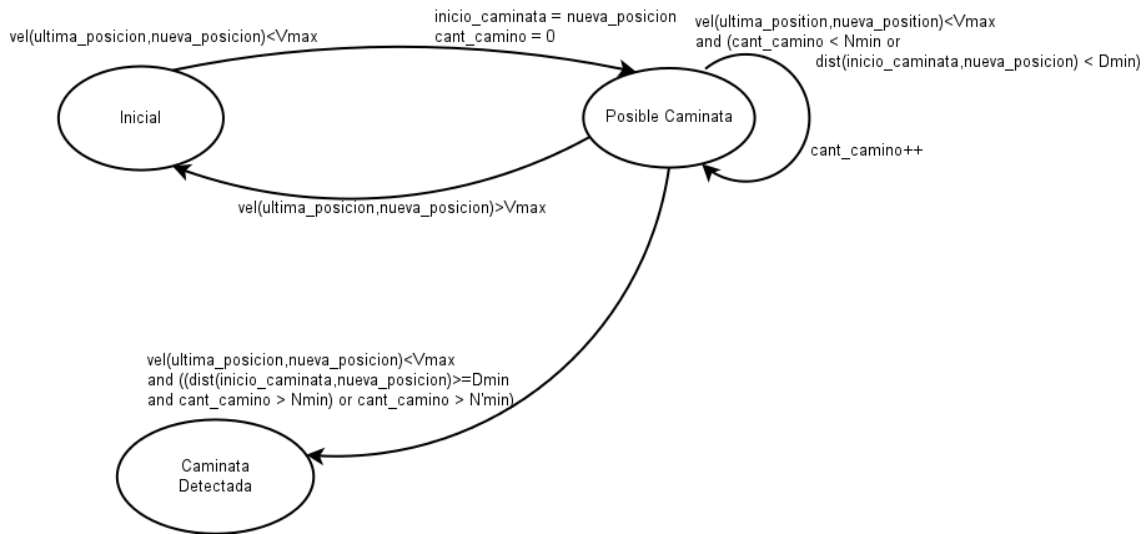 vel(ultima_posicion,nueva_posicion)<Vmax
inicio_caminata = nueva_posicion
cant_camino = 0
vel(ultima_position,nueva_position)<Vmax
and (cant_camino < Nmin or
dist(inicio_caminata,nueva_posicion) < Dmin)
Inicial
Posible Caminata
cant_camino++
vel(ultima_posicion,nueva_posicion)>Vmax
vel(ultima_posicion,nueva_posicion)<Vmax
and ((dist(inicio_caminata,nueva_posicion)>=Dmin
and cant_camino > Nmin) or cant_camino > N'min)
Caminata
Detectada